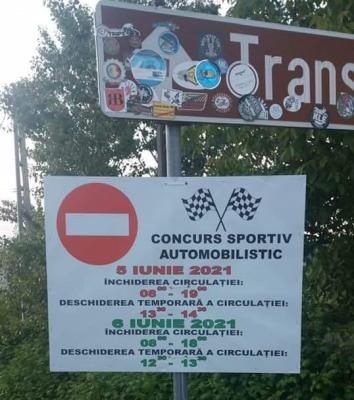 Trans
CONCURS SPORTIV
AUTOMOBILISTIC
5 IUNIE 2021
ÎNCHIDEREA CIRCULAȚIEI:
08⁰⁰ - 19³⁰
DESCHIDEREA TEMPORARĂ A CIRCULAȚIEI:
13³⁰ - 14³⁰
6 IUNIE 2021
ÎNCHIDEREA CIRCULAȚIEI:
08⁰⁰ - 18⁰⁰
DESCHIDEREA TEMPORARĂ A CIRCULAȚIEI:
12³⁰ - 13³⁰